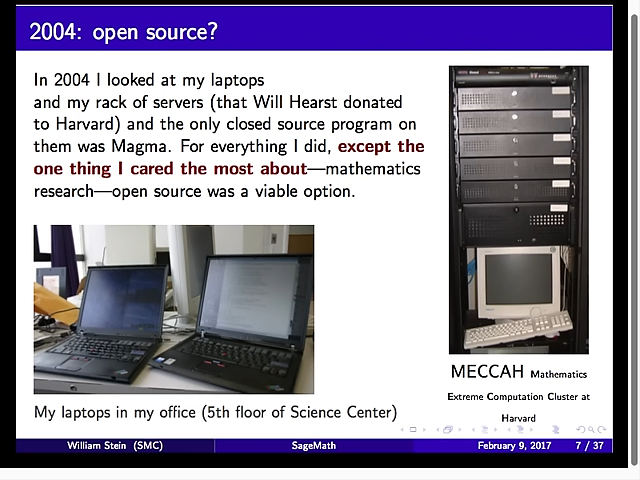 2004: open source?
In 2004 I looked at my laptops
and my rack of servers (that Will Hearst donated
to Harvard) and the only closed source program on
them was Magma. For everything I did, except the
one thing I cared the most about—mathematics
research—open source was a viable option.
My laptops in my office (5th floor of Science Center)
MECCAH Mathematics
Extreme Computation Cluster at
Harvard
William Stein (SMC) SageMath February 9, 2017 7 / 37